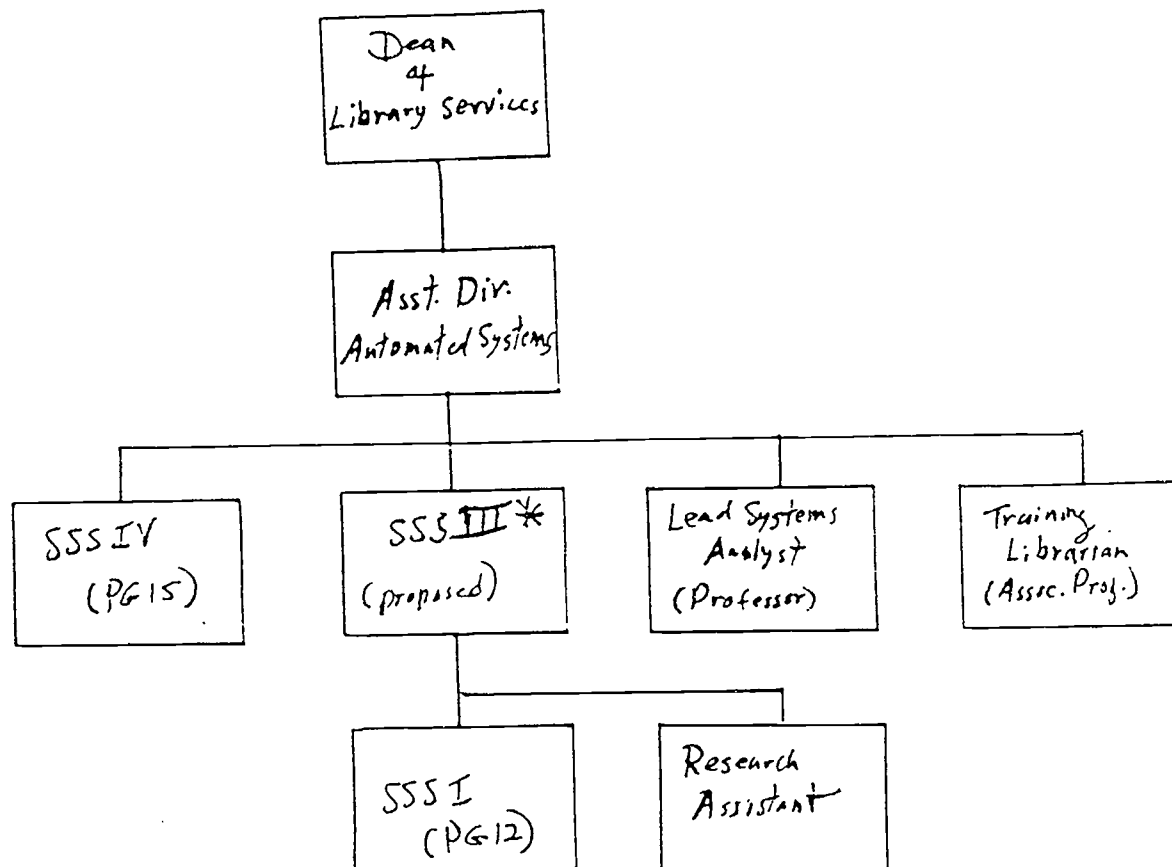 Dean
of
Library Services
Asst. Dir.
Automated Systems
SSS IV
(PG15)
SSS III *
(proposed)
Lead Systems
Analyst
(Professor)
Training
Librarian
(Assoc. Prof.)
SSS I
(PG12)
Research
Assistant